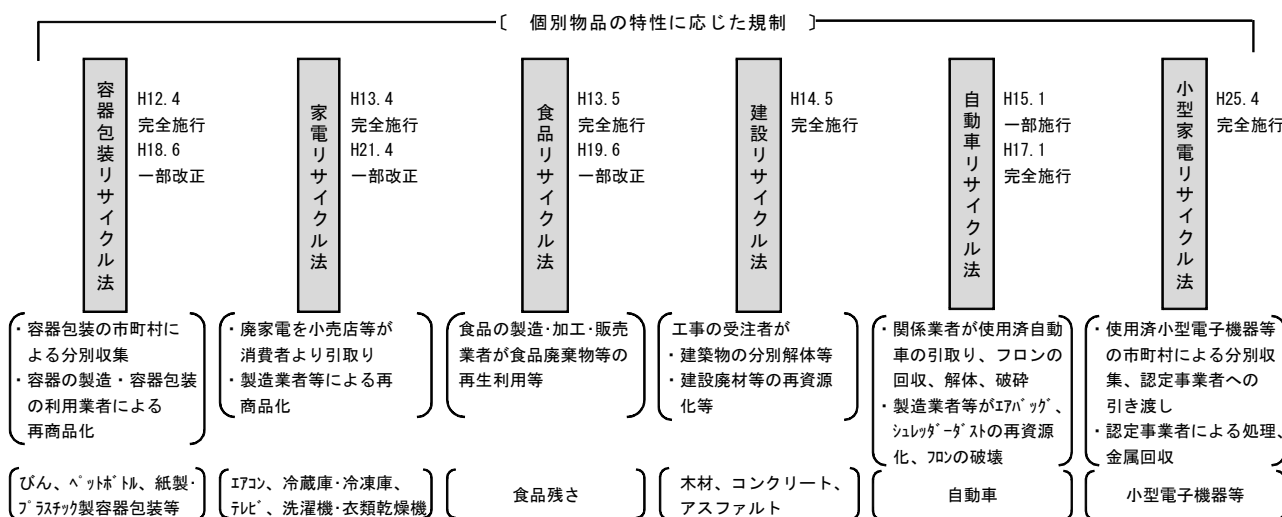 〔 個別物品の特性に応じた規制 〕
容器包装リサイクル法
H12.4
完全施行
H18.6
一部改正
家電リサイクル法
H13.4
完全施行
H21.4
一部改正
食品リサイクル法
H13.5
完全施行
H19.6
一部改正
建設リサイクル法
H14.5
完全施行
自動車リサイクル法
H15.1
一部施行
H17.1
完全施行
小型家電リサイクル法
H25.4
完全施行
・容器包装の市町村に
よる分別収集
・容器の製造・容器包装
の利用業者による
再商品化
・廃家電を小売店等が
消費者より引取り
・製造業者等による再
商品化
食品の製造・加工・販売
業者が食品廃棄物等の
再生利用等
工事の受注者が
・建築物の分別解体等
・建設廃材等の再資源
化等
・関係業者が使用済自動
車の引取り、フロンの
回収、解体、破砕
・製造業者等がｴｱﾊﾞｯｸﾞ、
ｼｭﾚｯﾀﾞｰﾀﾞｽﾄの再資源
化、ﾌﾛﾝの破壊
・使用済小型電子機器等
の市町村による分別収
集、認定事業者への
引き渡し
・認定事業者による処理、
金属回収
びん、ﾍﾟｯﾄﾎﾞﾄﾙ、紙製・
ﾌﾟﾗｽﾁｯｸ製容器包装等
ｴｱｺﾝ、冷蔵庫・冷凍庫、
ﾃﾚﾋﾞ、洗濯機・衣類乾燥機
食品残さ
木材、コンクリート、
アスファルト
自動車
小型電子機器等